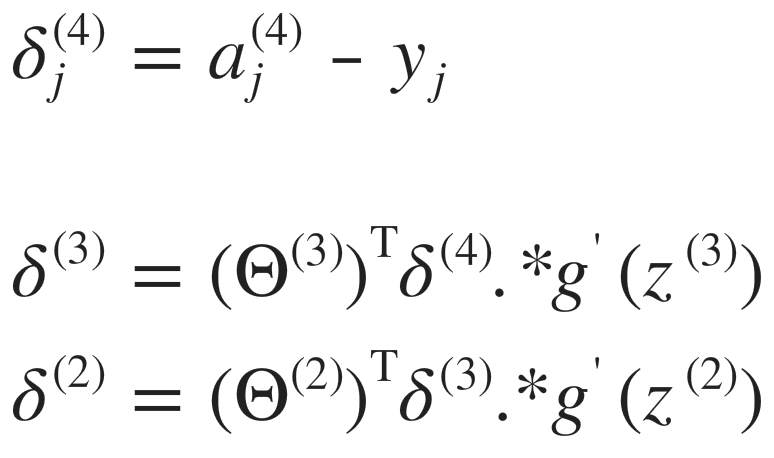 δ_j^(4) = a_j^(4) - y_j
δ^(3) = (Θ^(3))^T δ^(4) .* g'(z^(3))
δ^(2) = (Θ^(2))^T δ^(3) .* g'(z^(2))